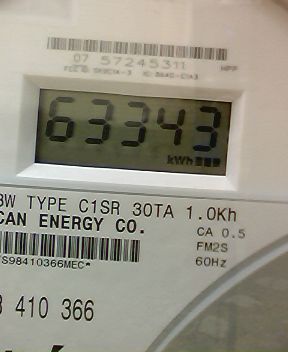 07 57245311
63343
kWh
3W TYPE C1SR 30TA 1.0Kh
CAN ENERGY CO.
CA 0.5
FM2S
TS98410366MEC*
60Hz
410 366